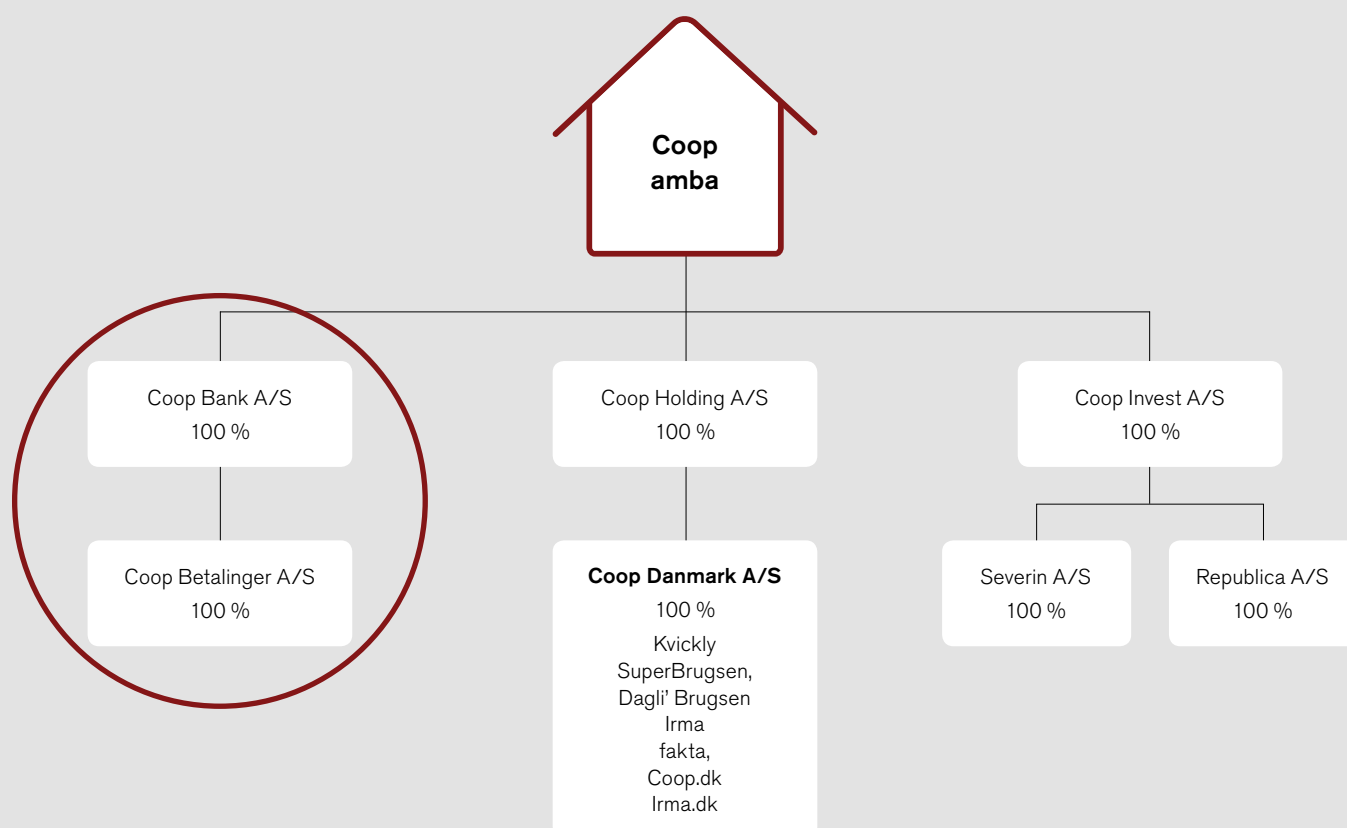 Coop
amba
Coop Bank A/S
100 %
Coop Holding A/S
100 %
Coop Invest A/S
100 %
Coop Betalinger A/S
100 %
Coop Danmark A/S
100 %
Kvickly
SuperBrugsen,
Dagli’ Brugsen
Irma
fakta,
Coop.dk
Irma.dk
Severin A/S
100 %
Republica A/S
100 %